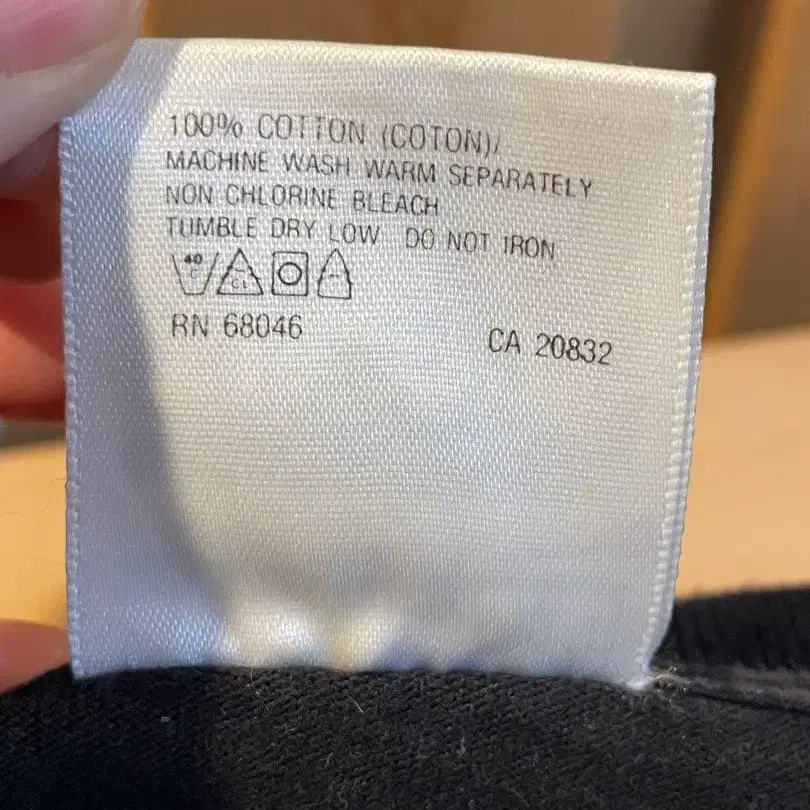 100% COTTON (COTON)/
MACHINE WASH WARM SEPARATELY
NON CHLORINE BLEACH
TUMBLE DRY LOW DO NOT IRON
40 C CL
RN 68046 CA 20832